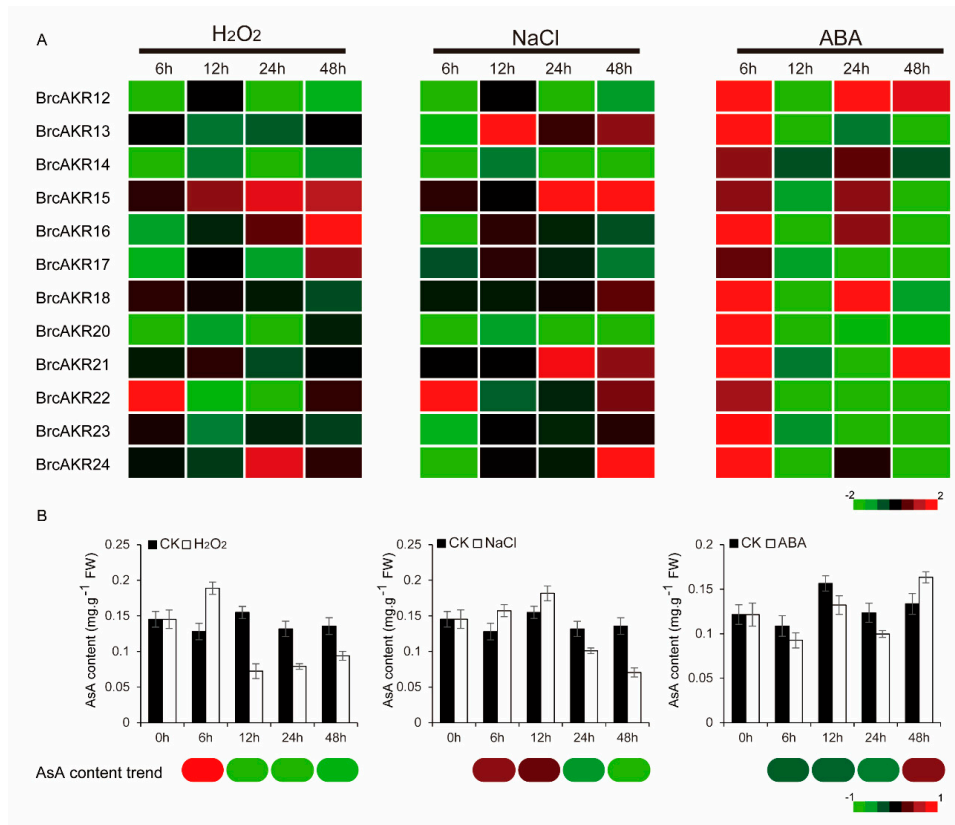 A
H2O2
NaCl
ABA
6h 12h 24h 48h
6h 12h 24h 48h
6h 12h 24h 48h
BrcAKR12
BrcAKR13
BrcAKR14
BrcAKR15
BrcAKR16
BrcAKR17
BrcAKR18
BrcAKR20
BrcAKR21
BrcAKR22
BrcAKR23
BrcAKR24
-2 2
B
AsA content (mg.g⁻¹ FW)
0.25
0.2
0.15
0.1
0.05
0
CK H2O2
0h 6h 12h 24h 48h
AsA content (mg.g⁻¹ FW)
0.25
0.2
0.15
0.1
0.05
0
CK NaCl
0h 6h 12h 24h 48h
AsA content (mg.g⁻¹ FW)
0.2
0.15
0.1
0.05
0
CK ABA
0h 6h 12h 24h 48h
AsA content trend
-1 1